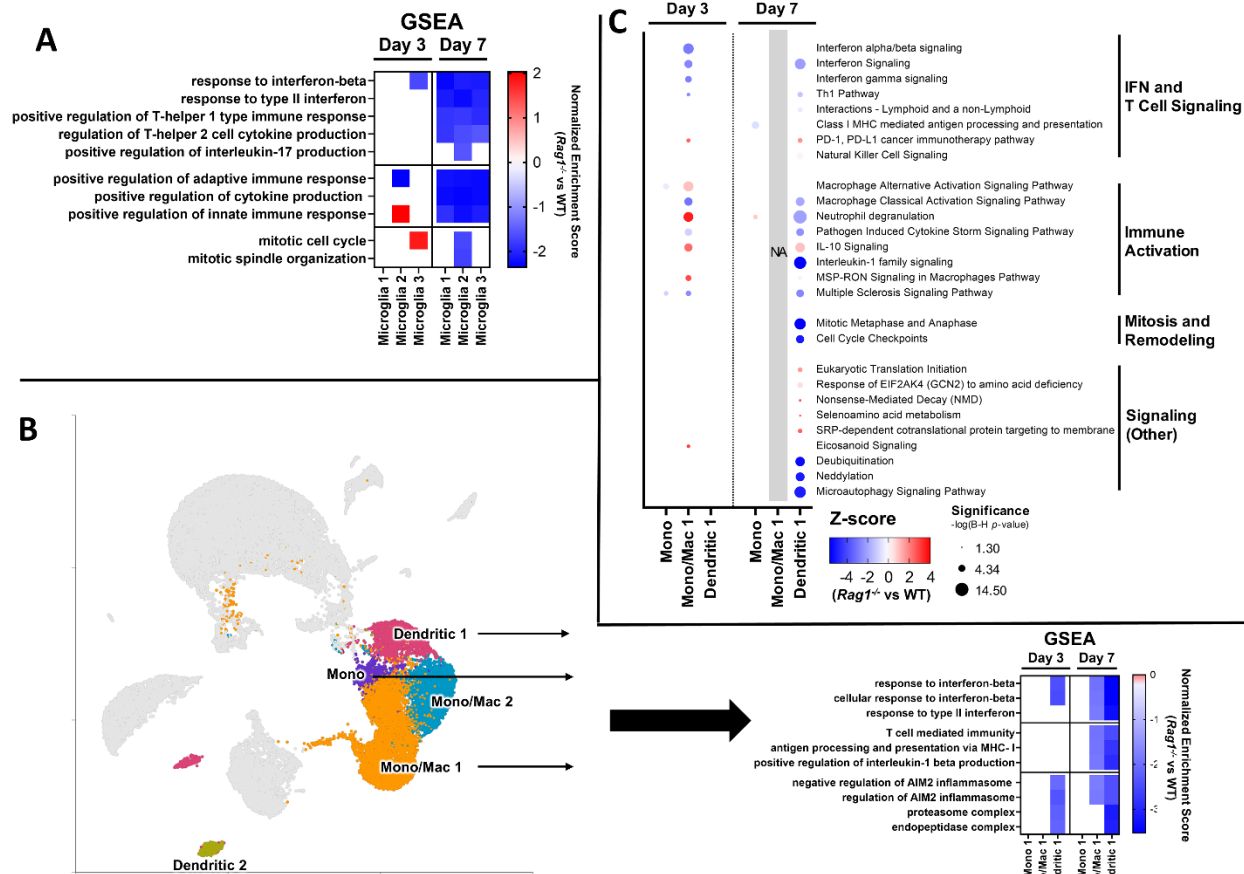 A
GSEA
Day 3
Day 7
response to interferon-beta
response to type II interferon
positive regulation of T-helper 1 type immune response
regulation of T-helper 2 cell cytokine production
positive regulation of interleukin-17 production
positive regulation of adaptive immune response
positive regulation of cytokine production
positive regulation of innate immune response
mitotic cell cycle
mitotic spindle organization
Microglia 1
Microglia 2
Microglia 3
Microglia 1
Microglia 2
Microglia 3
2
1
0
-1
-2
Normalized Enrichment Score
(Rag1-/- vs WT)
B
Dendritic 1
Mono
Mono/Mac 2
Mono/Mac 1
Dendritic 2
C
Day 3
Day 7
Interferon alpha/beta signaling
Interferon Signaling
Interferon gamma signaling
Th1 Pathway
Interactions - Lymphoid and a non-Lymphoid
Class I MHC mediated antigen processing and presentation
PD-1, PD-L1 cancer immunotherapy pathway
Natural Killer Cell Signaling
IFN and
T Cell Signaling
Macrophage Alternative Activation Signaling Pathway
Macrophage Classical Activation Signaling Pathway
Neutrophil degranulation
Pathogen Induced Cytokine Storm Signaling Pathway
IL-10 Signaling
Interleukin-1 family signaling
MSP-RON Signaling in Macrophages Pathway
Multiple Sclerosis Signaling Pathway
Immune
Activation
NA
Mitotic Metaphase and Anaphase
Cell Cycle Checkpoints
Mitosis and
Remodeling
Eukaryotic Translation Initiation
Response of EIF2AK4 (GCN2) to amino acid deficiency
Nonsense-Mediated Decay (NMD)
Selenoamino acid metabolism
SRP-dependent cotranslational protein targeting to membrane
Eicosanoid Signaling
Deubiquitination
Neddylation
Microautophagy Signaling Pathway
Signaling
(Other)
Mono
Mono/Mac 1
Dendritic 1
Mono
Mono/Mac 1
Dendritic 1
Z-score
-4 -2 0 2 4
(Rag1-/- vs WT)
Significance
-log(B-H p-value)
1.30
4.34
14.50
GSEA
Day 3
Day 7
response to interferon-beta
cellular response to interferon-beta
response to type II interferon
T cell mediated immunity
antigen processing and presentation via MHC- I
positive regulation of interleukin-1 beta production
negative regulation of AIM2 inflammasome
regulation of AIM2 inflammasome
proteasome complex
endopeptidase complex
Mono 1
o/Mac 1
dritic 1
Mono 1
o/Mac 1
dritic 1
0
-1
-2
-3
Normalized Enrichment Score
(Rag1-/- vs WT)